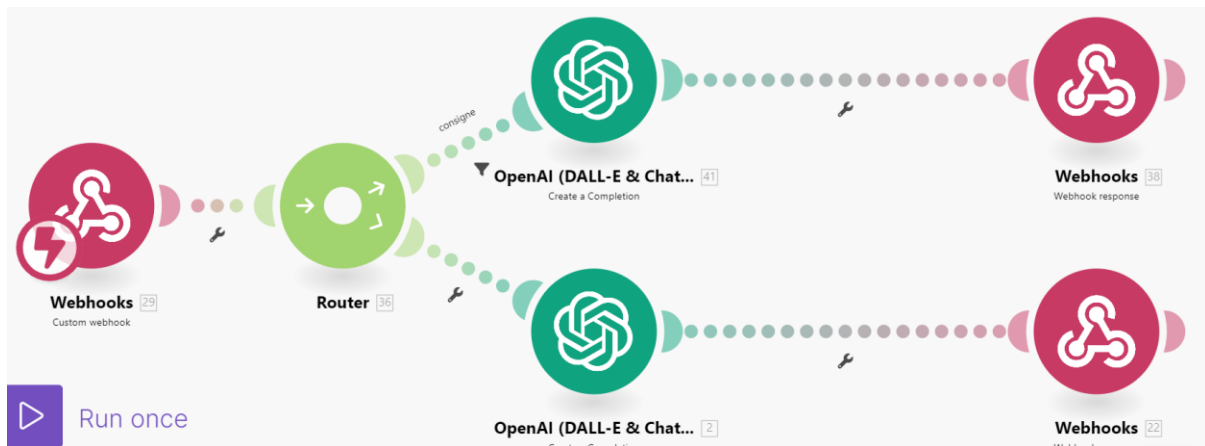 consigne
OpenAI (DALL-E & Chat... 41
Create a Completion
Webhooks 38
Webhook response
Webhooks 29
Custom webhook
Router 36
Run once
OpenAI (DALL-E & Chat... 2
Webhooks 22